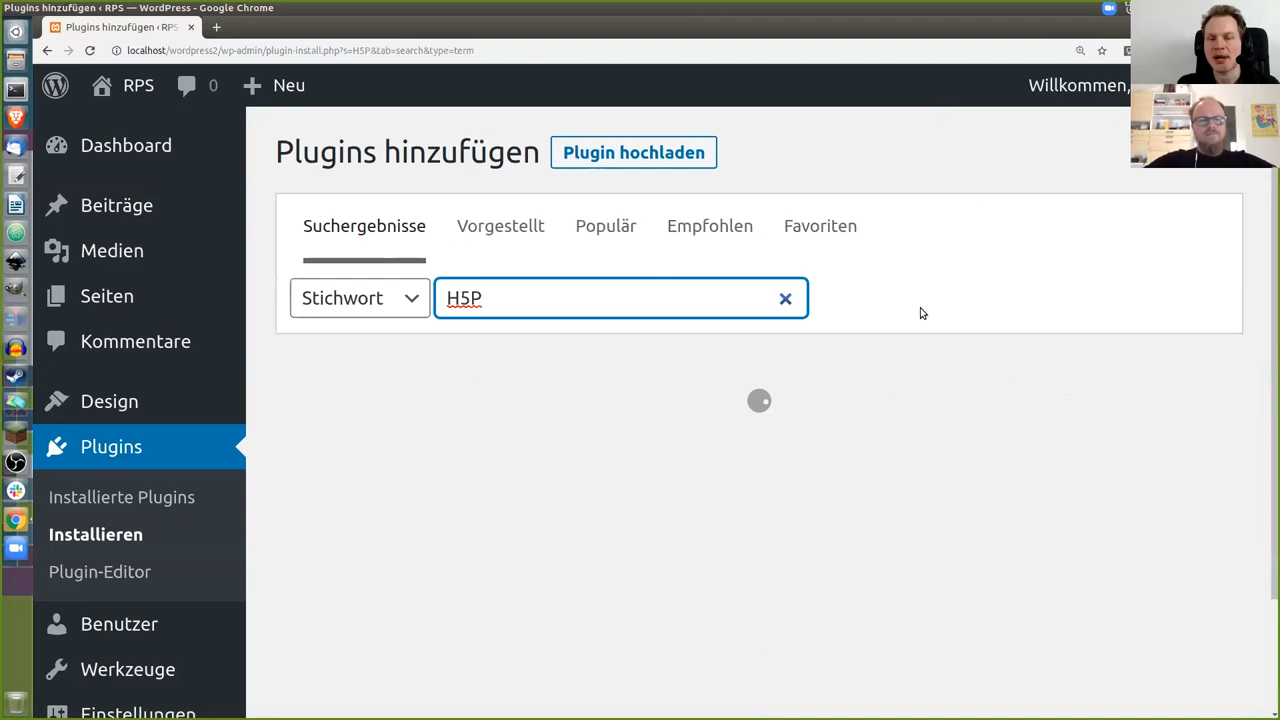 Plugins hinzufügen ‹ RPS — WordPress - Google Chrome
Plugins hinzufügen ‹ RPS
localhost/wordpress2/wp-admin/plugin-install.php?s=H5P&tab=search&type=term
RPS
0
Neu
Willkommen,
Dashboard
Beiträge
Medien
Seiten
Kommentare
Design
Plugins
Installierte Plugins
Installieren
Plugin-Editor
Benutzer
Werkzeuge
Einstellungen
Plugins hinzufügen
Plugin hochladen
Suchergebnisse
Vorgestellt
Populär
Empfohlen
Favoriten
Stichwort
H5P